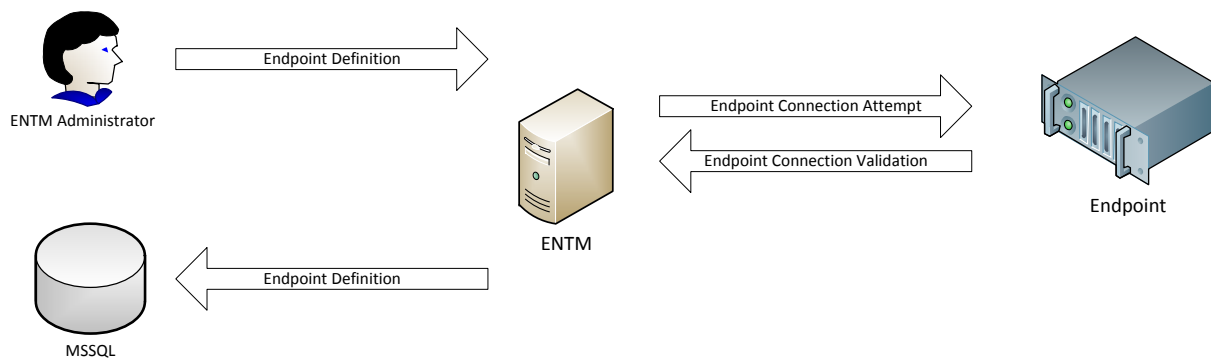 Endpoint Definition
ENTM Administrator
Endpoint Connection Attempt
Endpoint Connection Validation
Endpoint
ENTM
Endpoint Definition
MSSQL